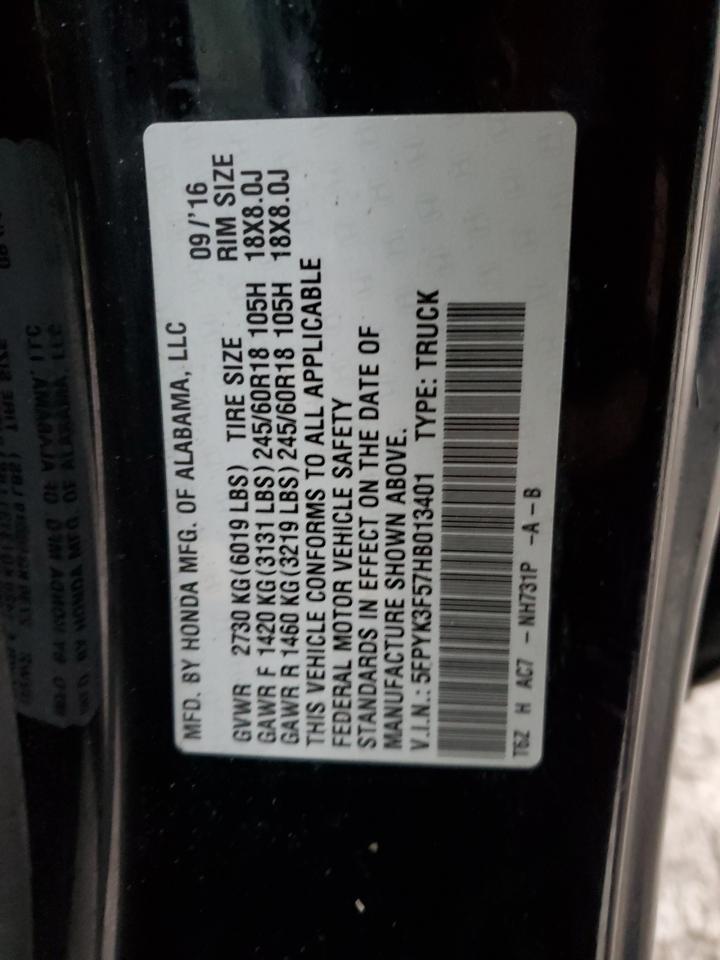 MFD. BY HONDA MFG. OF ALABAMA, LLC 09/'16
GVWR 2730 KG (6019 LBS) TIRE SIZE RIM SIZE
GAWR F 1420 KG (3131 LBS) 245/60R18 105H 18X8.0J
GAWR R 1460 KG (3219 LBS) 245/60R18 105H 18X8.0J
THIS VEHICLE CONFORMS TO ALL APPLICABLE
FEDERAL MOTOR VEHICLE SAFETY
STANDARDS IN EFFECT ON THE DATE OF
MANUFACTURE SHOWN ABOVE.
V.I.N.: 5FPYK3F57HB013401 TYPE: TRUCK
T6Z H AC7 - NH731P -A-B